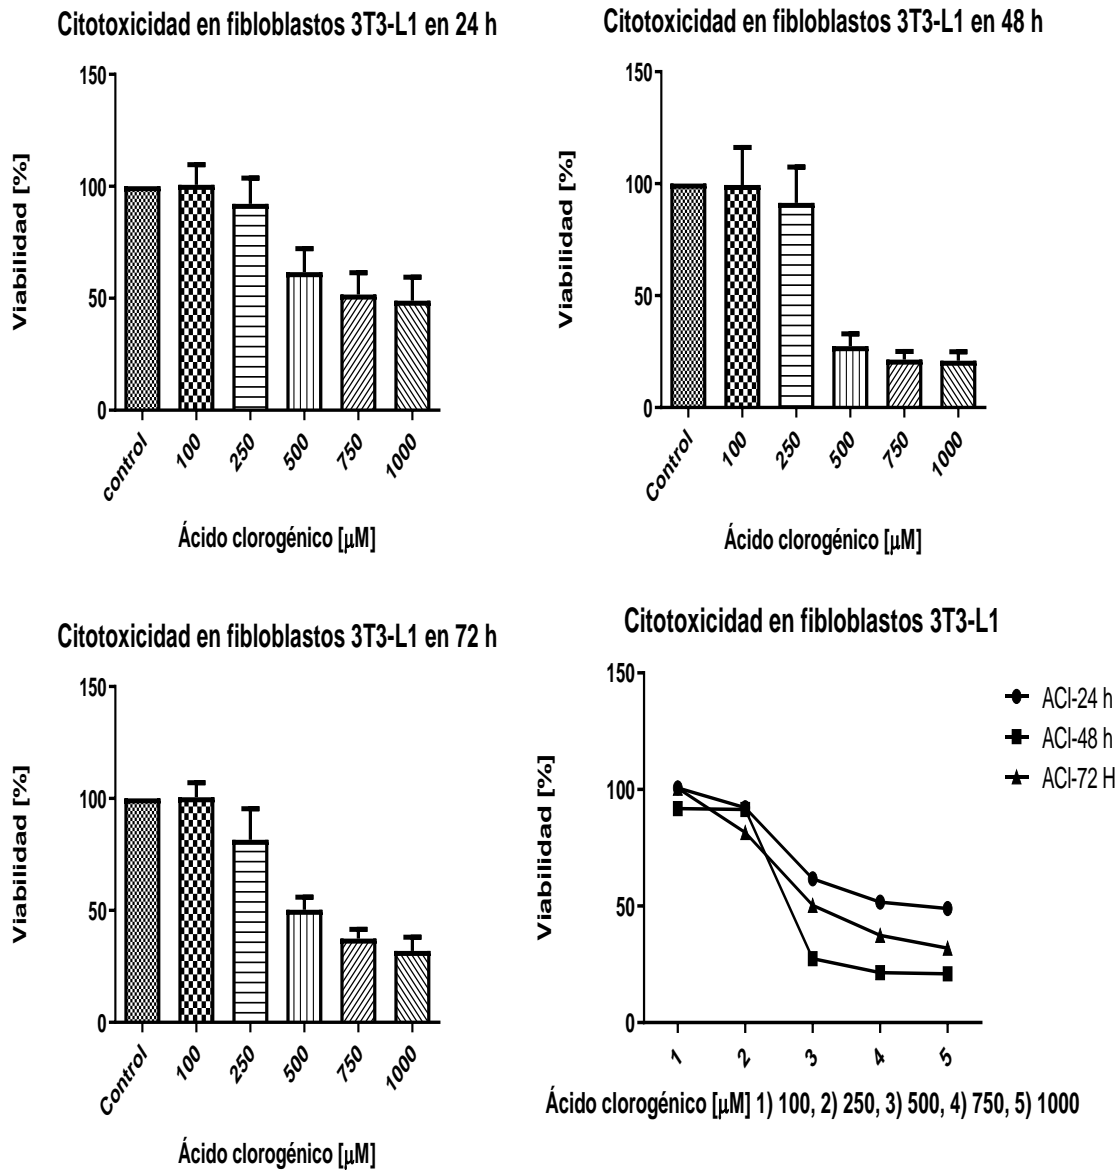 Citotoxicidad en fibloblastos 3T3-L1 en 24 h
150
100
50
0
Viabilidad [%]
control
100
250
500
750
1000
Ácido clorogénico [μM]
Citotoxicidad en fibloblastos 3T3-L1 en 48 h
150
100
50
0
Viabilidad [%]
Control
100
250
500
750
1000
Ácido clorogénico [μM]
Citotoxicidad en fibloblastos 3T3-L1 en 72 h
150
100
50
0
Viabilidad [%]
Control
100
250
500
750
1000
Ácido clorogénico [μM]
Citotoxicidad en fibloblastos 3T3-L1
150
100
50
0
Viabilidad [%]
ACl-24 h
ACl-48 h
ACl-72 H
1
2
3
4
5
Ácido clorogénico [μM] 1) 100, 2) 250, 3) 500, 4) 750, 5) 1000